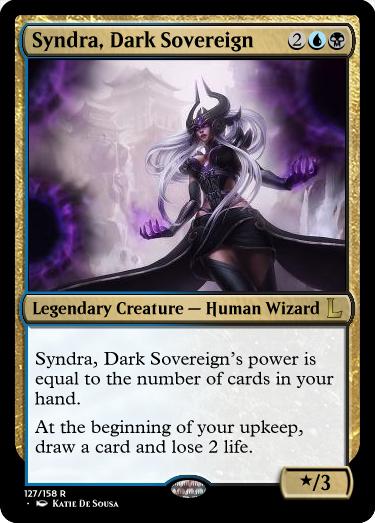 Syndra, Dark Sovereign 2
Legendary Creature — Human Wizard L
Syndra, Dark Sovereign's power is
equal to the number of cards in your
hand.
At the beginning of your upkeep,
draw a card and lose 2 life.
*/3
127/158 R
Katie De Sousa